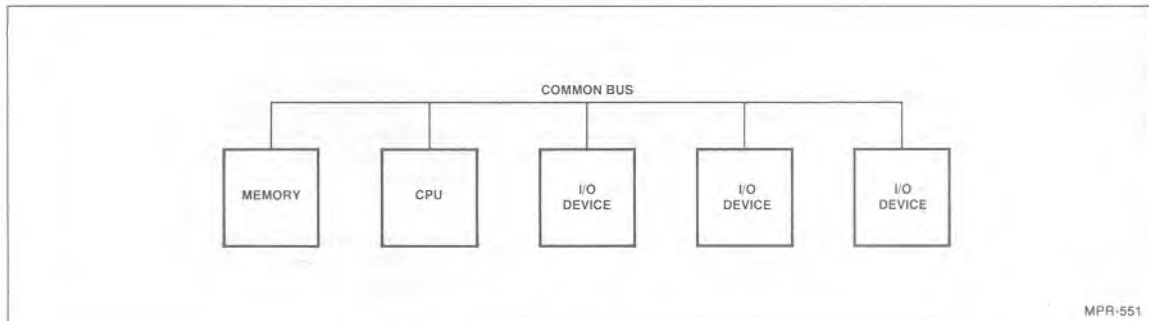 COMMON BUS
MEMORY
CPU
I/O
DEVICE
I/O
DEVICE
I/O
DEVICE
MPR-551